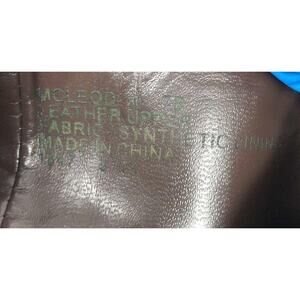 MCLEOD
LEATHER UPPER
FABRIC/SYNTHETIC LINING
MADE IN CHINA